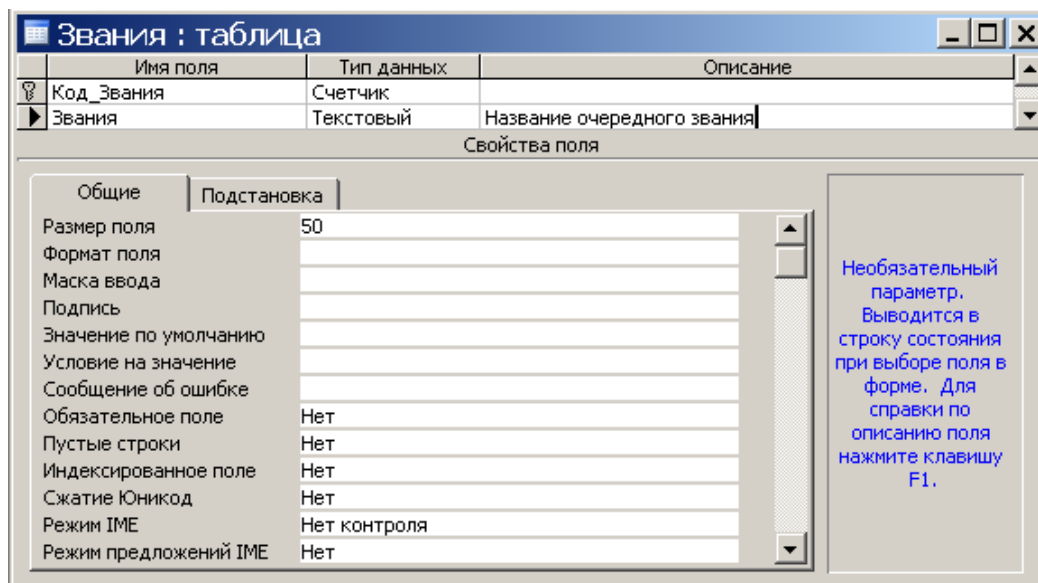 Звания : таблица
Имя поля Тип данных Описание
Код_Звания Счетчик
Звания Текстовый Название очередного звания
Свойства поля
Общие Подстановка
Размер поля 50
Формат поля
Маска ввода
Подпись
Значение по умолчанию
Условие на значение
Сообщение об ошибке
Обязательное поле Нет
Пустые строки Нет
Индексированное поле Нет
Сжатие Юникод Нет
Режим IME Нет контроля
Режим предложений IME Нет
Необязательный
параметр.
Выводится в
строку состояния
при выборе поля в
форме. Для
справки по
описанию поля
нажмите клавишу
F1.